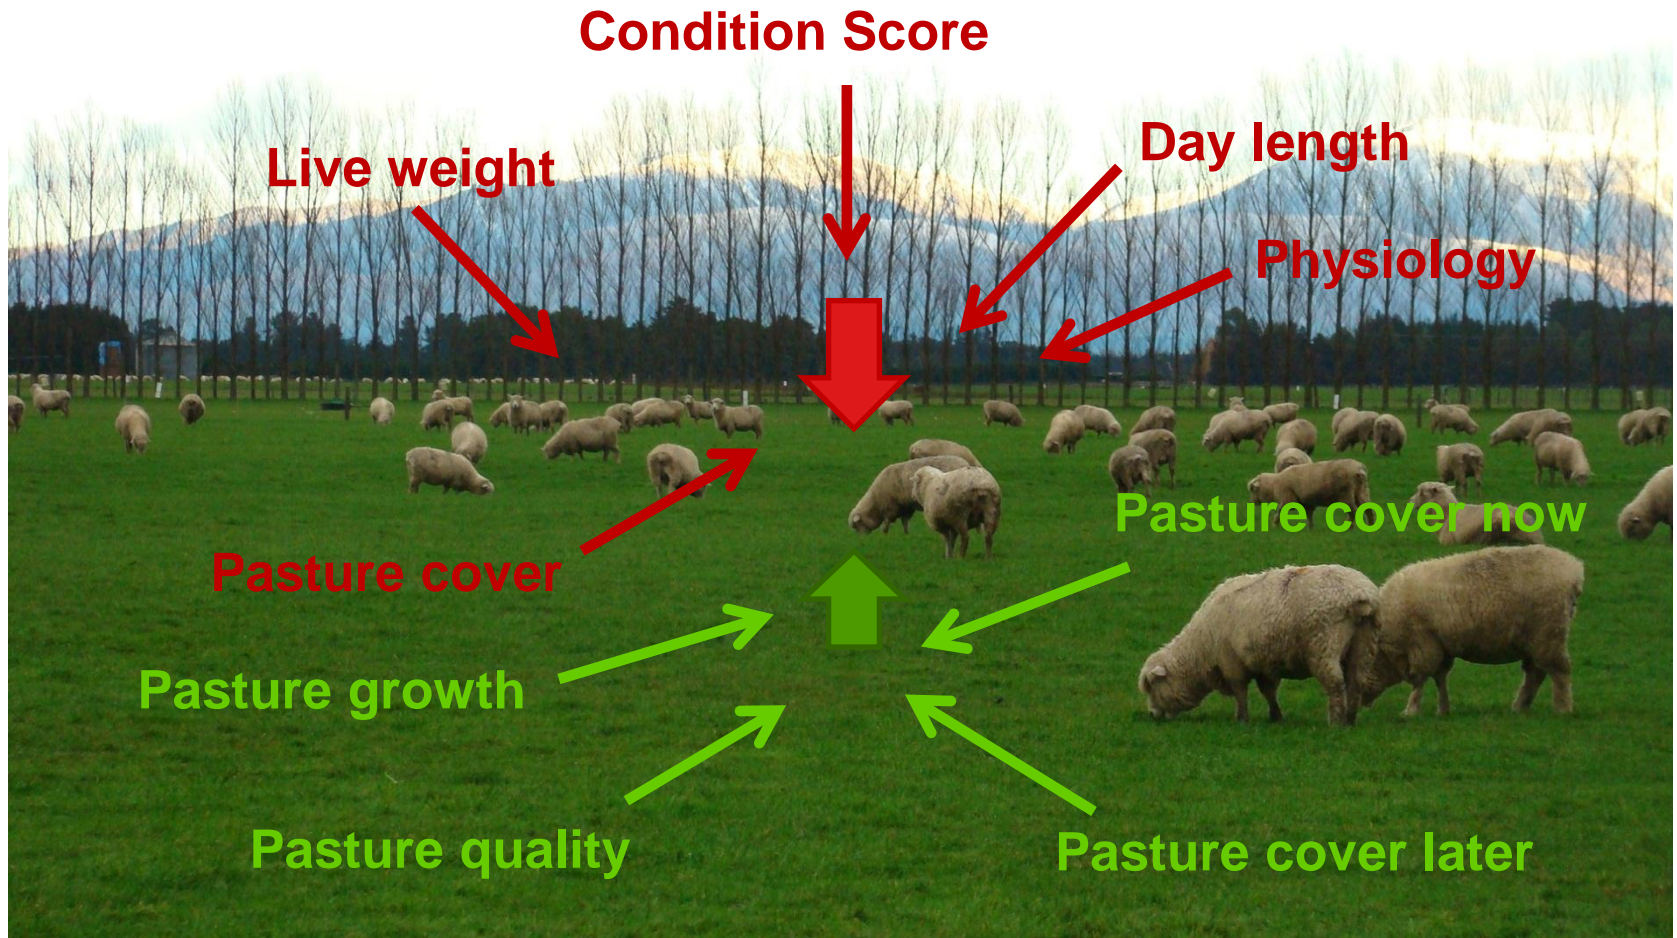 Condition Score
Day length
Live weight
Physiology
Pasture cover now
Pasture cover
Pasture growth
Pasture quality
Pasture cover later